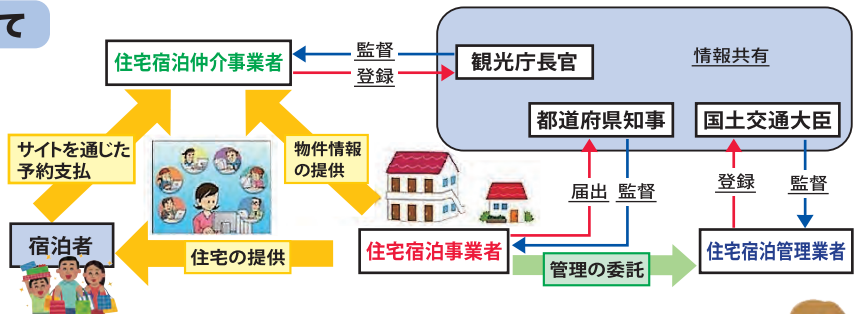 て
住宅宿泊仲介事業者
監督
登録
観光庁長官
情報共有
都道府県知事
国土交通大臣
サイトを通じた
予約支払
物件情報
の提供
届出
監督
登録
監督
宿泊者
住宅の提供
住宅宿泊事業者
管理の委託
住宅宿泊管理業者